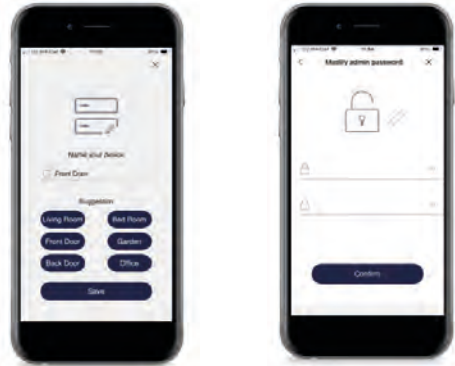 Name your device
Front Door
Suggestion
Living Room
Bed Room
Front Door
Garden
Back Door
Office
Save
Modify admin password
Confirm